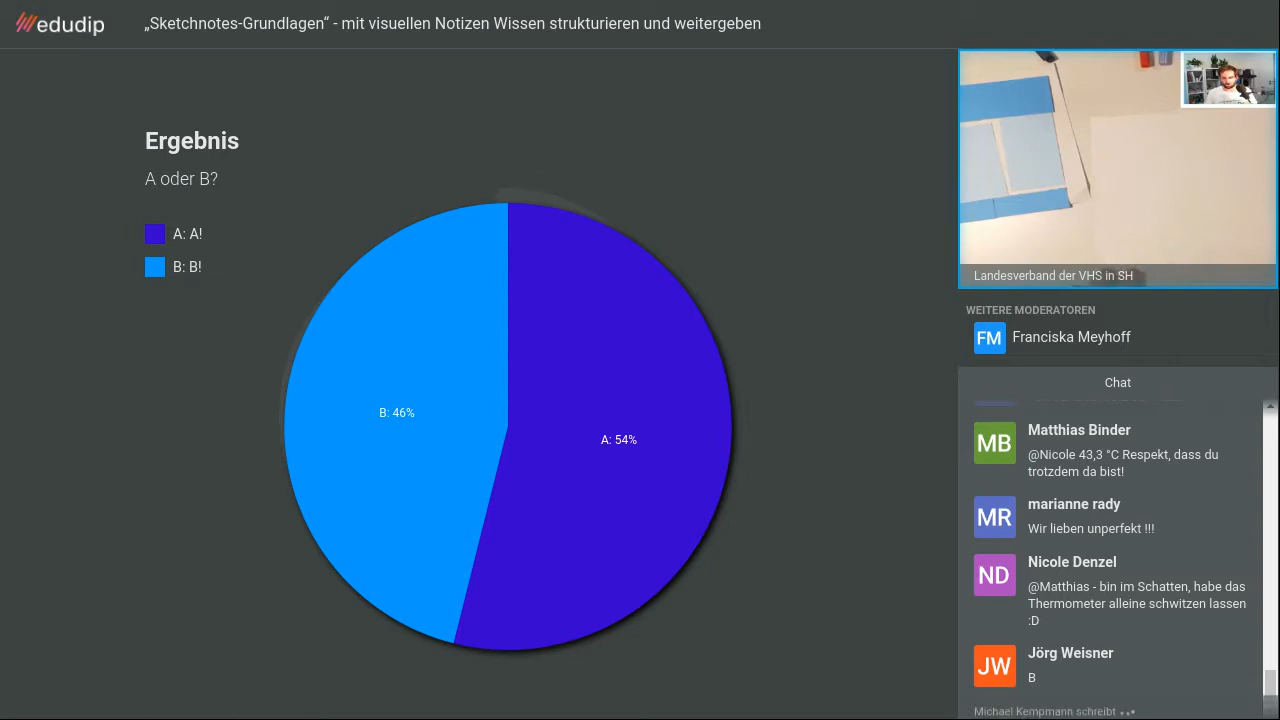 edudip
„Sketchnotes-Grundlagen“ - mit visuellen Notizen Wissen strukturieren und weitergeben
Ergebnis
A oder B?
A: A!
B: B!
B: 46%
A: 54%
Landesverband der VHS in SH
WEITERE MODERATOREN
FM
Franciska Meyhoff
Chat
MB
Matthias Binder
@Nicole 43,3 °C Respekt, dass du
trotzdem da bist!
MR
marianne rady
Wir lieben unperfekt !!!
ND
Nicole Denzel
@Matthias - bin im Schatten, habe das
Thermometer alleine schwitzen lassen
:D
JW
Jörg Weisner
B
Michael Kempmann schreibt